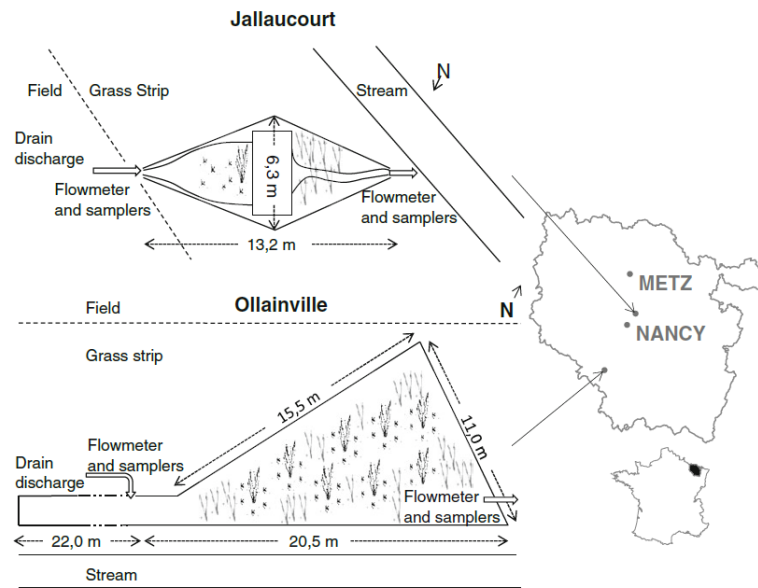 Jallaucourt
N
Field
Grass Strip
Stream
Drain
discharge
6,3 m
Flowmeter
and samplers
Flowmeter
and samplers
13,2 m
METZ
NANCY
Field
Ollainville
N
Grass strip
15,5 m
11,0 m
Flowmeter
and samplers
Drain
discharge
Flowmeter
and samplers
22,0 m
20,5 m
Stream